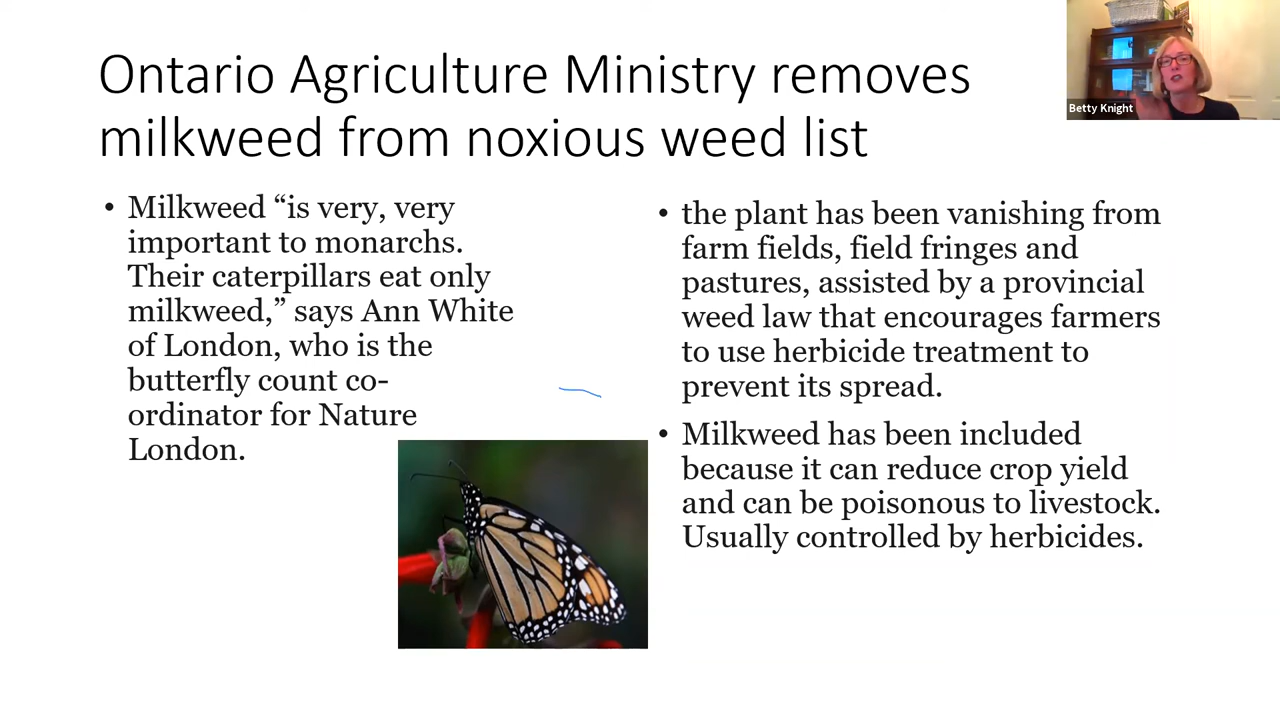 Ontario Agriculture Ministry removes
milkweed from noxious weed list
Betty Knight
• Milkweed “is very, very
important to monarchs.
Their caterpillars eat only
milkweed,” says Ann White
of London, who is the
butterfly count co-
ordinator for Nature
London.
• the plant has been vanishing from
farm fields, field fringes and
pastures, assisted by a provincial
weed law that encourages farmers
to use herbicide treatment to
prevent its spread.
• Milkweed has been included
because it can reduce crop yield
and can be poisonous to livestock.
Usually controlled by herbicides.